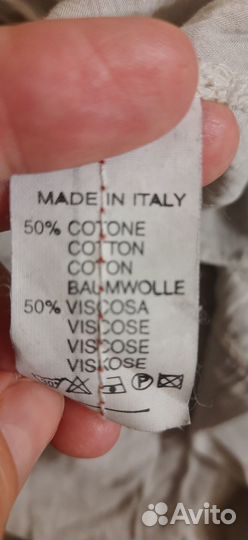 MADE IN ITALY
50% COTONE
COTTON
COTON
BAUMWOLLE
50% VISCOSA
VISCOSE
VISCOSE
VISKOSE
P
Avito